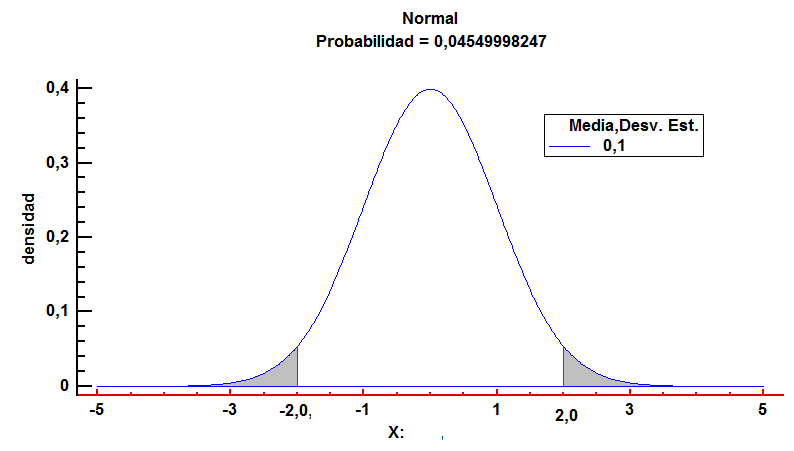 Normal
Probabilidad = 0,04549998247
Media,Desv. Est.
0,1
densidad
0,4
0,3
0,2
0,1
0
-5
-3
-2,0,
-1
1
2,0
3
5
X: ,